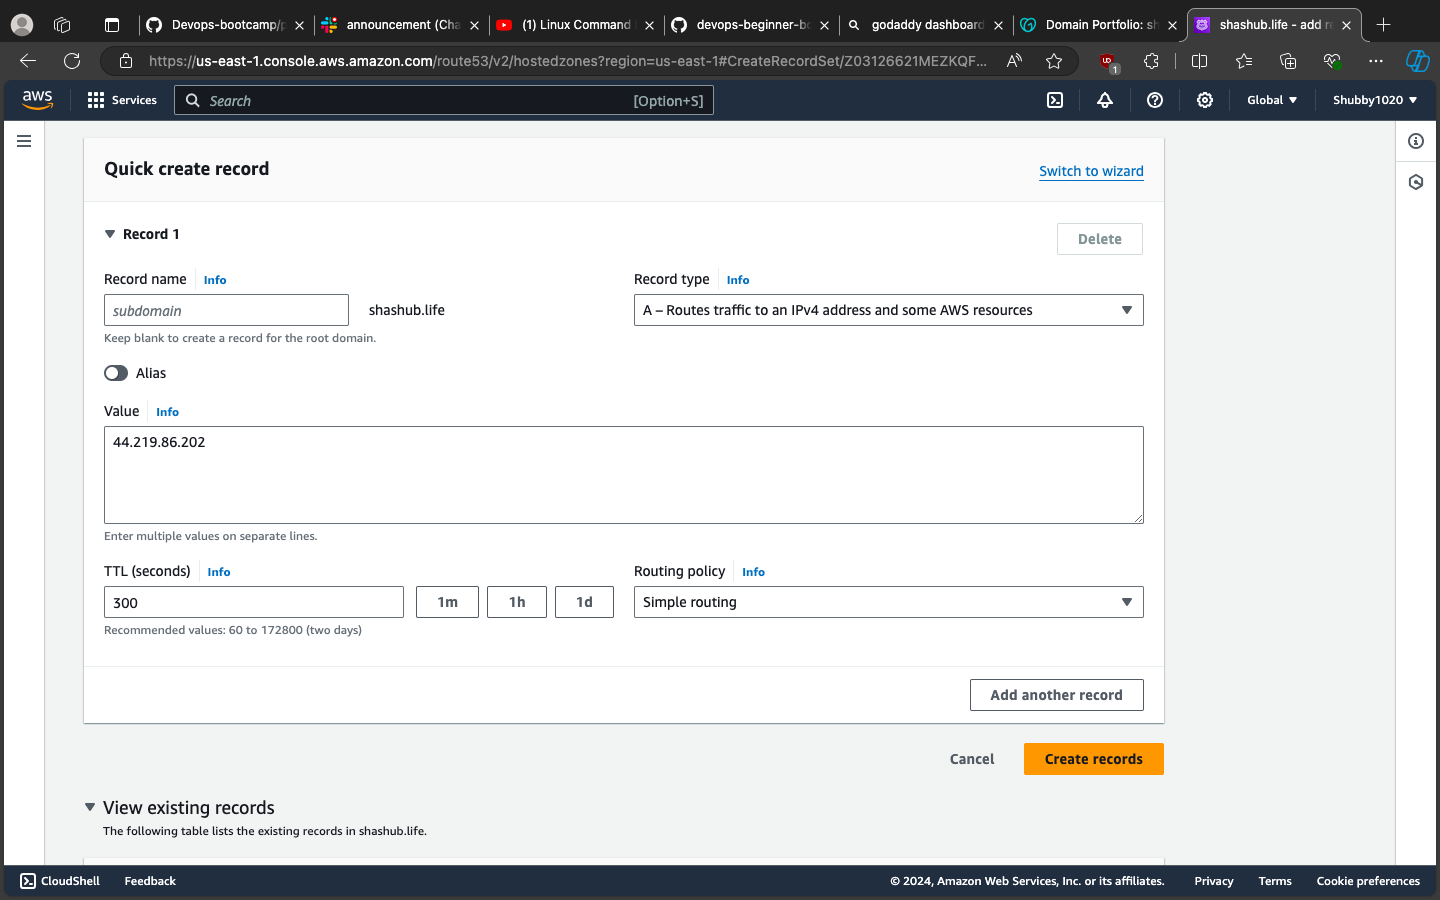 Devops-bootcamp/p
announcement (Cha
(1) Linux Command
devops-beginner-bo
godaddy dashboard
Domain Portfolio: sh
shashub.life - add re
https://us-east-1.console.aws.amazon.com/route53/v2/hostedzones?region=us-east-1#CreateRecordSet/Z03126621MEZKQF...
1
aws
Services
Search
[Option+S]
Global
Shubby1020
Quick create record
Switch to wizard
Record 1
Delete
Record name
Info
Record type
Info
subdomain
shashub.life
A – Routes traffic to an IPv4 address and some AWS resources
Keep blank to create a record for the root domain.
Alias
Value
Info
44.219.86.202
Enter multiple values on separate lines.
TTL (seconds)
Info
Routing policy
Info
300
1m
1h
1d
Simple routing
Recommended values: 60 to 172800 (two days)
Add another record
Cancel
Create records
View existing records
The following table lists the existing records in shashub.life.
CloudShell
Feedback
© 2024, Amazon Web Services, Inc. or its affiliates.
Privacy
Terms
Cookie preferences